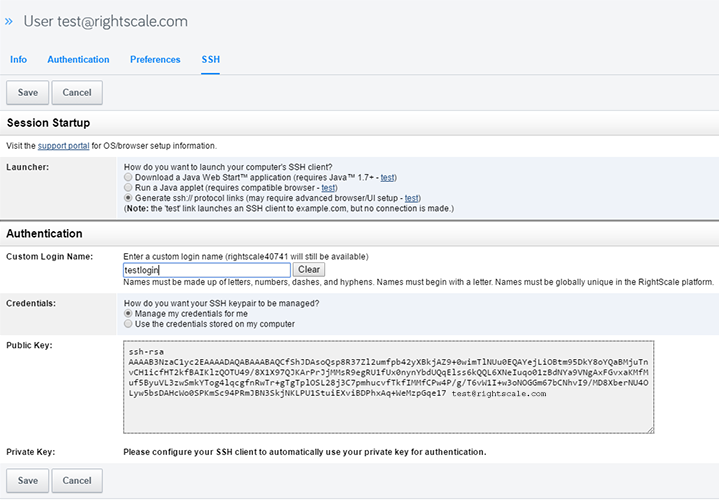 » User test@rightscale.com
Info Authentication Preferences SSH
Save Cancel
Session Startup
Visit the support portal for OS/browser setup information.
Launcher: How do you want to launch your computer's SSH client?
Download a Java Web Start™ application (requires Java™ 1.7+ - test)
Run a Java applet (requires compatible browser - test)
Generate ssh:// protocol links (may require advanced browser/UI setup - test)
(Note: the 'test' link launches an SSH client to example.com, but no connection is made.)
Authentication
Custom Login Name: Enter a custom login name (rightscale40741 will still be available)
testlogin Clear
Names must be made up of letters, numbers, dashes, and hyphens. Names must begin with a letter. Names must be globally unique in the RightScale platform.
Credentials: How do you want your SSH keypair to be managed?
Manage my credentials for me
Use the credentials stored on my computer
Public Key: ssh-rsa
AAAAB3NzaC1yc2EAAAADAQABAAABAQCfShJDAsoQsp8R37Zl2umfpb42yXBkjAZ9+0wimTlNUu0EQAYejLiOBtm95DkY8oYQaBMjuTn
vCH1icfHT2kfBAIKlzQOTU49/8X1X97QJKArPrJjMMsR9egRU1fUx0nynYbdUQqElss6kQQL6XNeIuqo01zBdNYa9VNgAxFGvxaKMfM
uf5ByuVL3zwSmkYTog4lqcgfnRwTr+gTgTplOSL28j3C7pmhucvfTkfIMMfCPw4P/g/T6vW1I+w3oNOGGm67bCNhvI9/MD8XberNU4O
Lyw5bsDAHcWo0SPKmSc94PRmJBN3SkjNKLPU1StuiEXviBDPhxAq+WeMzpGqe17 test@rightscale.com
Private Key: Please configure your SSH client to automatically use your private key for authentication.
Save Cancel